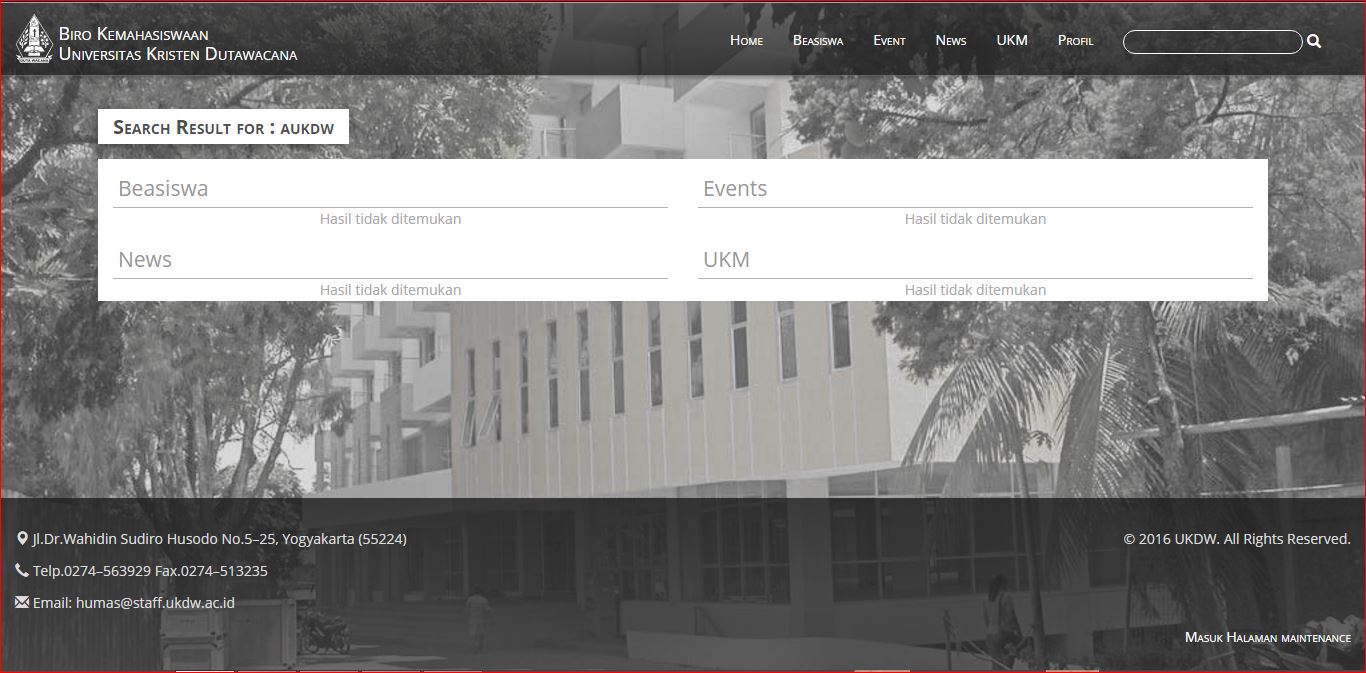 Biro Kemahasiswaan
Universitas Kristen Dutawacana
Home Beasiswa Event News UKM Profil
Search Result for : aukdw
Beasiswa Events
Hasil tidak ditemukan Hasil tidak ditemukan
News UKM
Hasil tidak ditemukan Hasil tidak ditemukan
Jl.Dr.Wahidin Sudiro Husodo No.5–25, Yogyakarta (55224) © 2016 UKDW. All Rights Reserved.
Telp.0274–563929 Fax.0274–513235
Email: humas@staff.ukdw.ac.id
Masuk Halaman maintenance